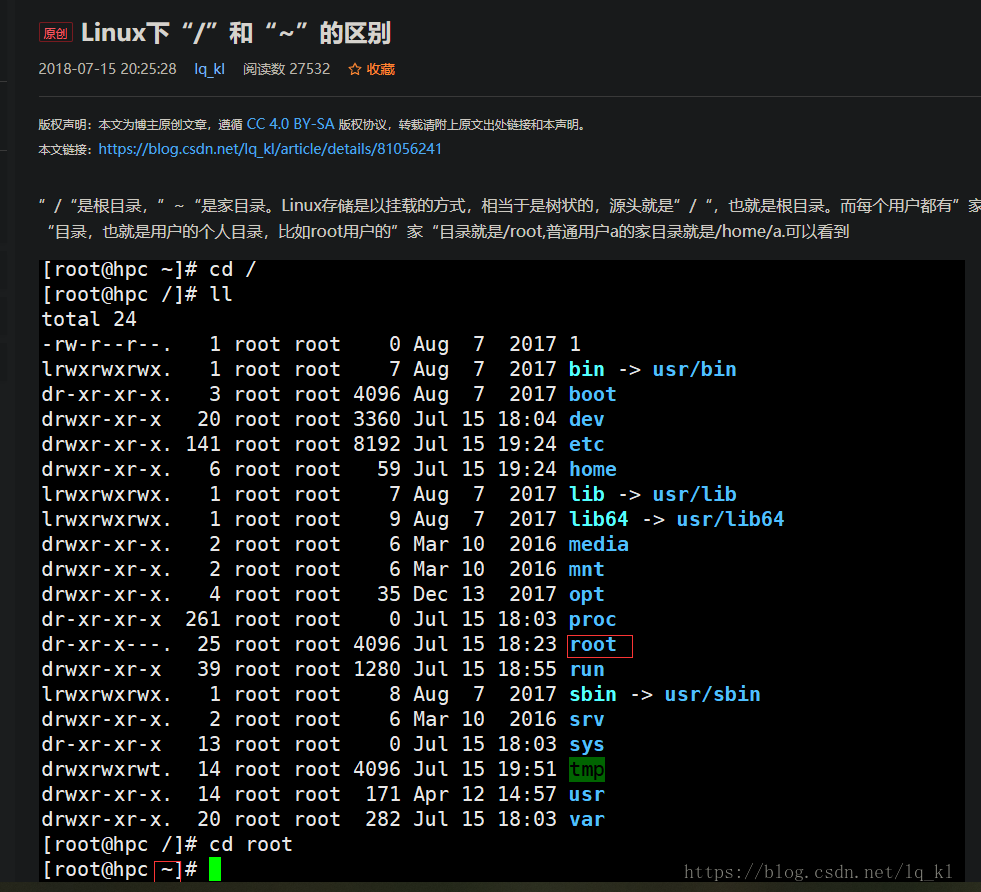 原创 Linux下“/”和“~”的区别
2018-07-15 20:25:28 lq_kl 阅读数 27532 收藏
版权声明：本文为博主原创文章，遵循 CC 4.0 BY-SA 版权协议，转载请附上原文出处链接和本声明。
本文链接：https://blog.csdn.net/lq_kl/article/details/81056241
“ / “是根目录，“ ~ “是家目录。Linux存储是以挂载的方式，相当于是树状的，源头就是“ / “，也就是根目录。而每个用户都有” 家
“目录，也就是用户的个人目录，比如root用户的” 家 “目录就是/root,普通用户a的家目录就是/home/a.可以看到
[root@hpc ~]# cd /
[root@hpc /]# ll
total 24
-rw-r--r--.   1 root root    0 Aug  7  2017 1
lrwxrwxrwx.   1 root root    7 Aug  7  2017 bin -> usr/bin
dr-xr-xr-x.   3 root root 4096 Aug  7  2017 boot
drwxr-xr-x   20 root root 3360 Jul 15 18:04 dev
drwxr-xr-x. 141 root root 8192 Jul 15 19:24 etc
drwxr-xr-x.   6 root root   59 Jul 15 19:24 home
lrwxrwxrwx.   1 root root    7 Aug  7  2017 lib -> usr/lib
lrwxrwxrwx.   1 root root    9 Aug  7  2017 lib64 -> usr/lib64
drwxr-xr-x.   2 root root    6 Mar 10  2016 media
drwxr-xr-x.   2 root root    6 Mar 10  2016 mnt
drwxr-xr-x.   4 root root   35 Dec 13  2017 opt
dr-xr-xr-x  261 root root    0 Jul 15 18:03 proc
dr-xr-x---.  25 root root 4096 Jul 15 18:23 root
drwxr-xr-x   39 root root 1280 Jul 15 18:55 run
lrwxrwxrwx.   1 root root    8 Aug  7  2017 sbin -> usr/sbin
drwxr-xr-x.   2 root root    6 Mar 10  2016 srv
dr-xr-xr-x   13 root root    0 Jul 15 18:03 sys
drwxrwxrwt.  14 root root 4096 Jul 15 19:51 tmp
drwxr-xr-x.  14 root root  171 Apr 12 14:57 usr
drwxr-xr-x.  20 root root  282 Jul 15 18:03 var
[root@hpc /]# cd root
[root@hpc ~]#
https://blog.csdn.net/lq_kl